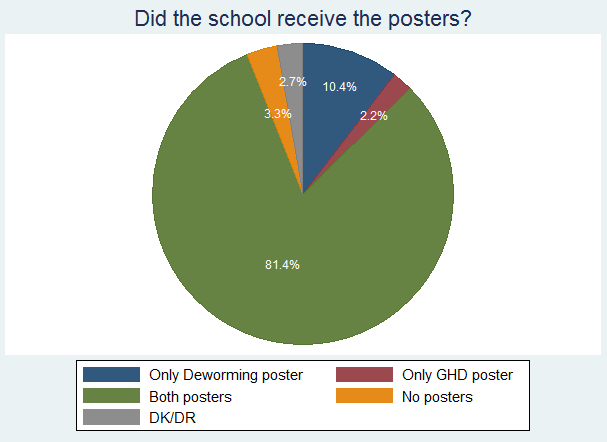 Did the school receive the posters?
2.7%
10.4%
3.3%
2.2%
81.4%
Only Deworming poster
Only GHD poster
Both posters
No posters
DK/DR